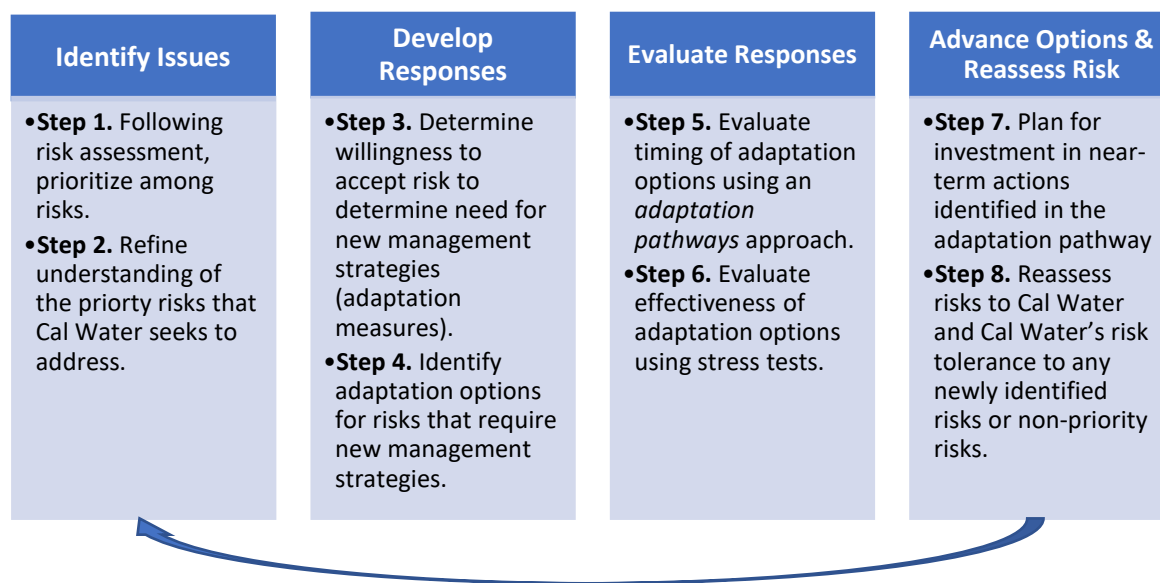 Identify Issues
•Step 1. Following
risk assessment,
prioritize among
risks.
•Step 2. Refine
understanding of
the priorty risks that
Cal Water seeks to
address.
Develop
Responses
•Step 3. Determine
willingness to
accept risk to
determine need for
new management
strategies
(adaptation
measures).
•Step 4. Identify
adaptation options
for risks that require
new management
strategies.
Evaluate Responses
•Step 5. Evaluate
timing of adaptation
options using an
adaptation
pathways approach.
•Step 6. Evaluate
effectiveness of
adaptation options
using stress tests.
Advance Options &
Reassess Risk
•Step 7. Plan for
investment in near-
term actions
identified in the
adaptation pathway
•Step 8. Reassess
risks to Cal Water
and Cal Water’s risk
tolerance to any
newly identified
risks or non-priority
risks.